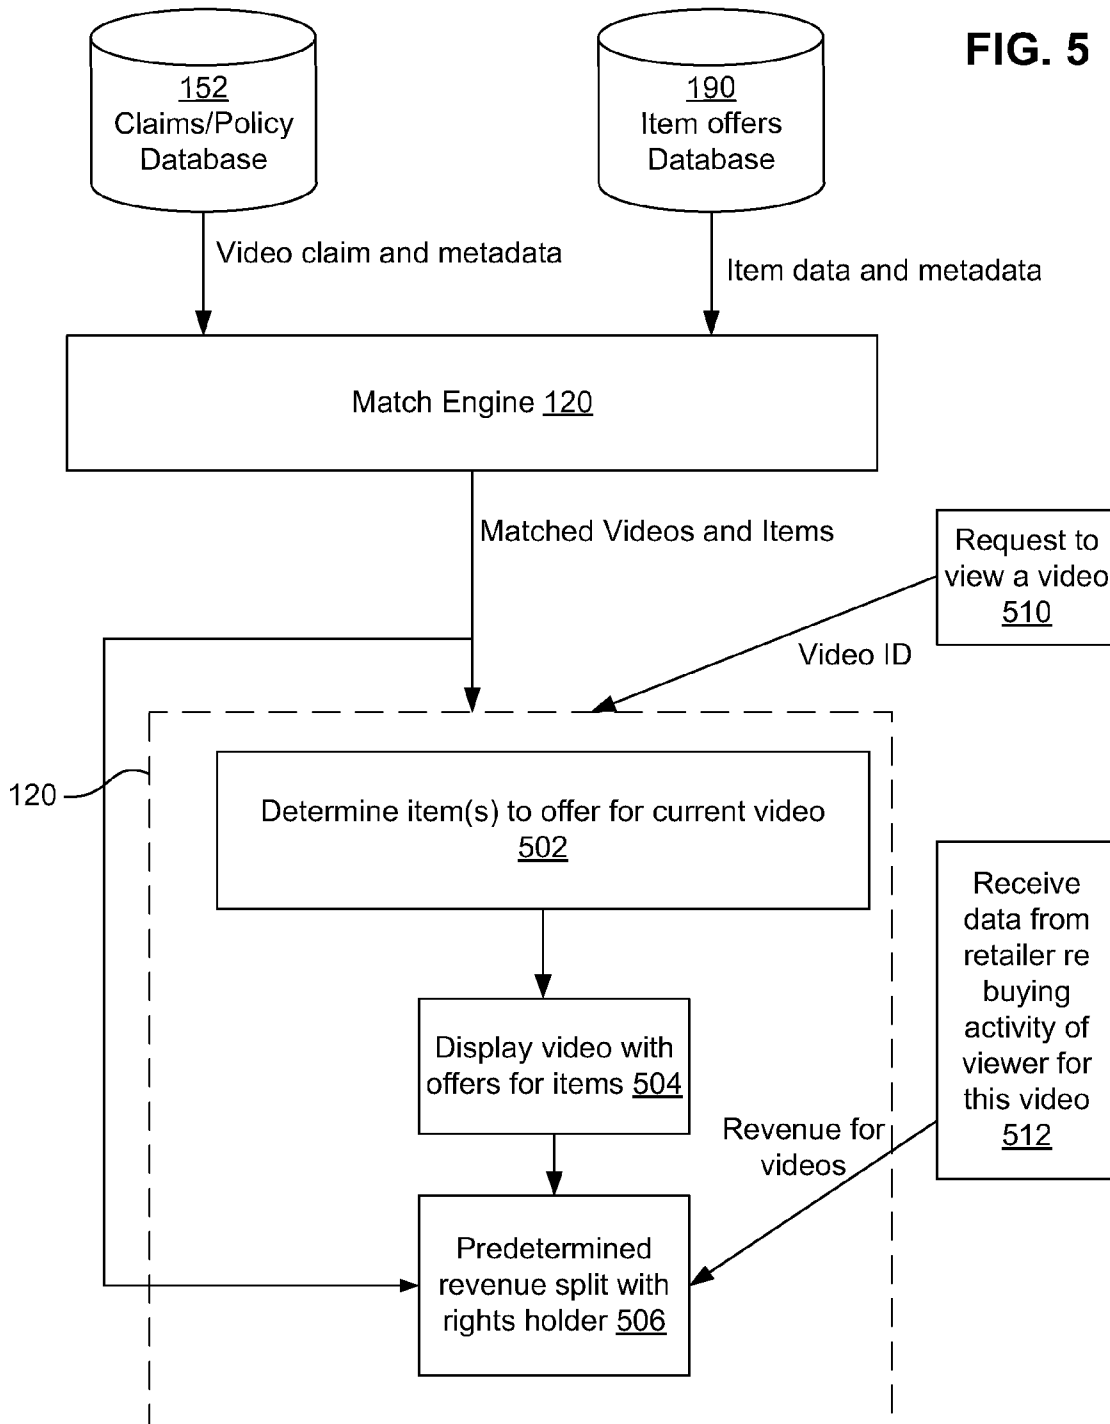 FIG. 5
152
Claims/Policy
Database
190
Item offers
Database
Video claim and metadata
Item data and metadata
Match Engine 120
Matched Videos and Items
Request to
view a video
510
Video ID
120
Determine item(s) to offer for current video
502
Receive
data from
retailer re
buying
activity of
viewer for
this video
512
Display video with
offers for items 504
Revenue for
videos
Predetermined
revenue split with
rights holder 506